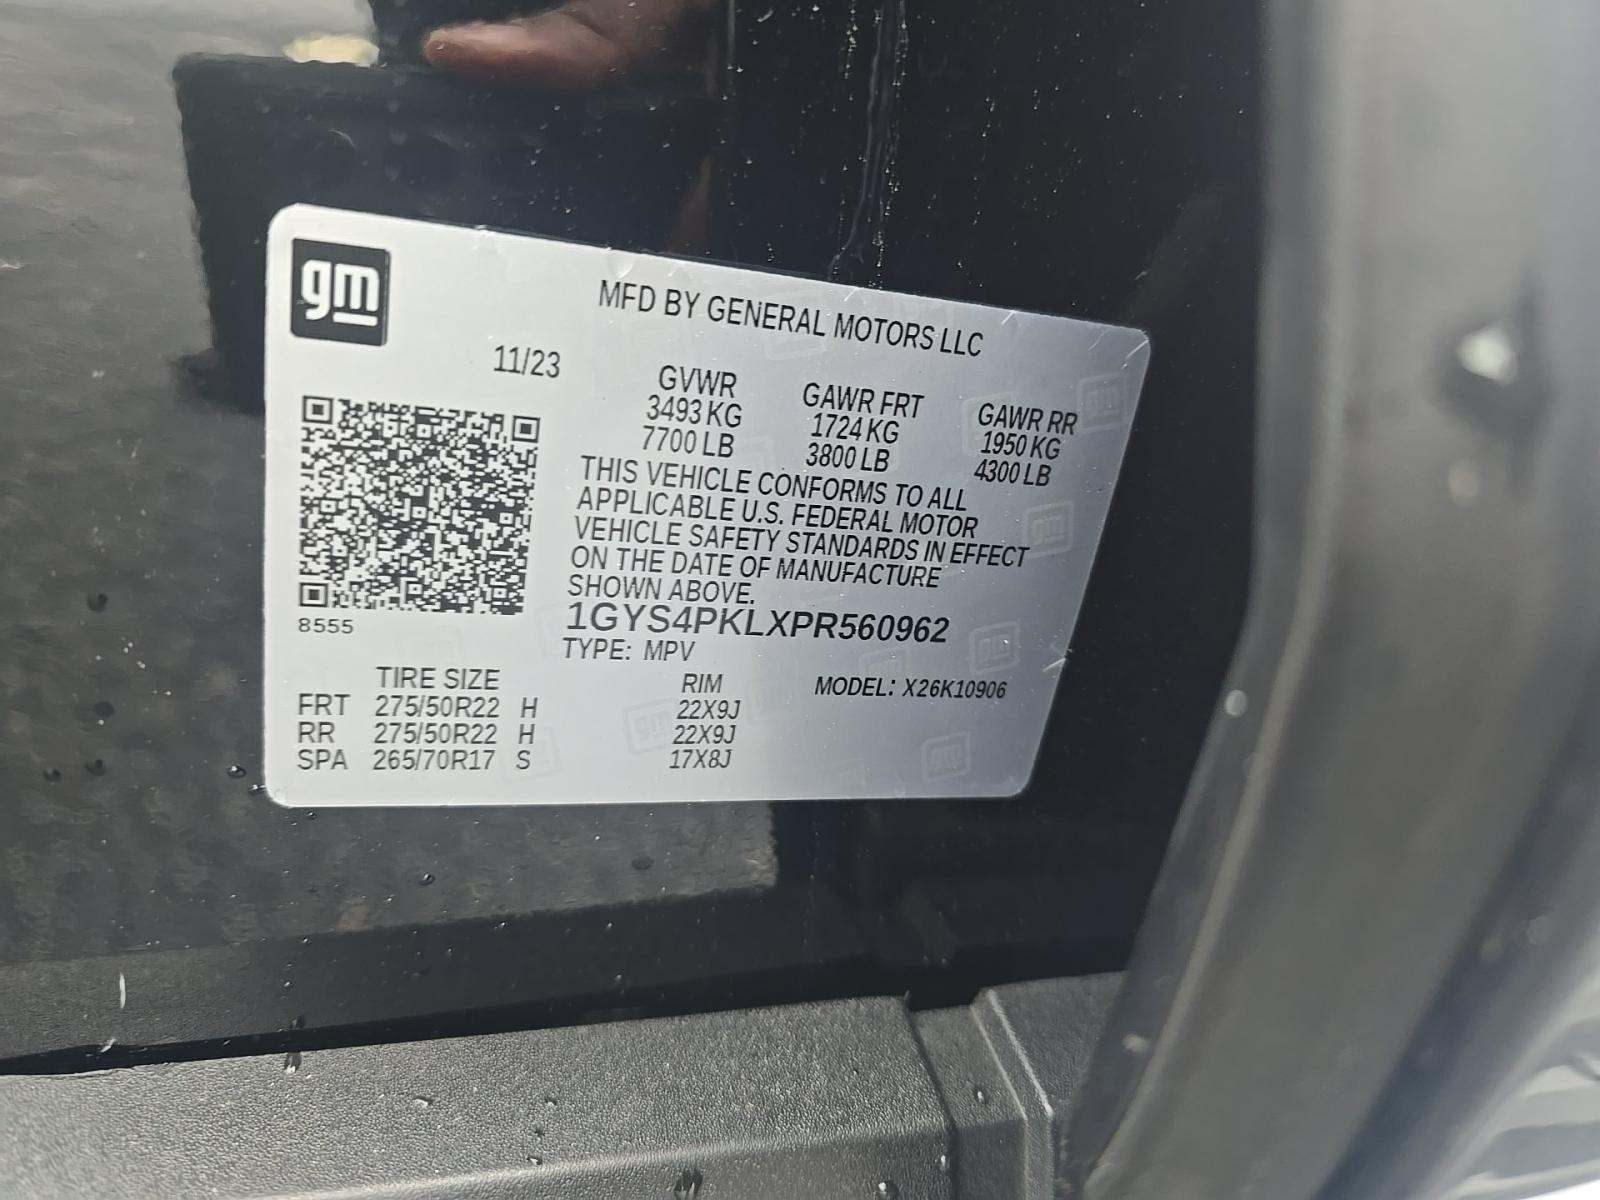 gm
MFD BY GENERAL MOTORS LLC
11/23
GVWR GAWR FRT GAWR RR
3493 KG 1724 KG 1950 KG
7700 LB 3800 LB 4300 LB
THIS VEHICLE CONFORMS TO ALL
APPLICABLE U.S. FEDERAL MOTOR
VEHICLE SAFETY STANDARDS IN EFFECT
ON THE DATE OF MANUFACTURE
SHOWN ABOVE.
8555
1GYS4PKLXPR560962
TYPE: MPV
MODEL: X26K10906
TIRE SIZE RIM
FRT 275/50R22 H 22X9J
RR 275/50R22 H 22X9J
SPA 265/70R17 S 17X8J